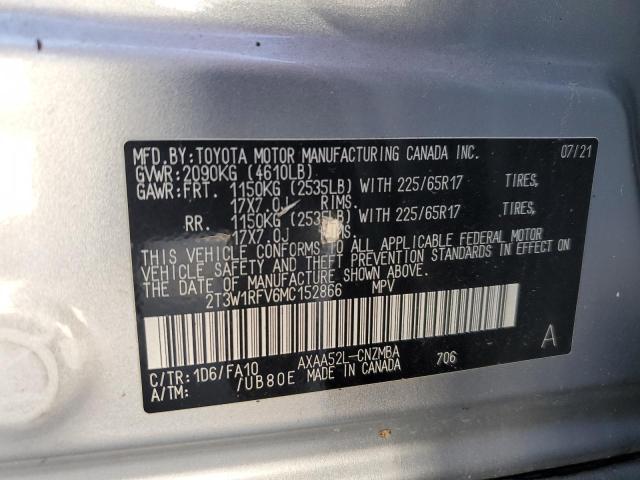 MFD.BY:TOYOTA MOTOR MANUFACTURING CANADA INC. 07/21
GVWR:2090KG (4610LB)
GAWR:FRT. 1150KG (2535LB) WITH 225/65R17 TIRES,
17X7.0J RIMS.
RR. 1150KG (2535LB) WITH 225/65R17 TIRES,
17X7.0J
THIS VEHICLE CONFORMS TO ALL APPLICABLE FEDERAL MOTOR
VEHICLE SAFETY AND THEFT PREVENTION STANDARDS IN EFFECT ON
THE DATE OF MANUFACTURE SHOWN ABOVE.
2T3W1RFV6MC152866 MPV
A
C/TR:1D6/FA10 AXAA52L-CNZMBA 706
A/TM: /UB80E MADE IN CANADA